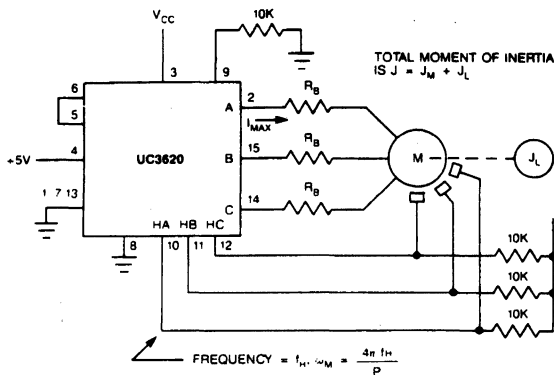 10K
V_CC
3
9
TOTAL MOMENT OF INERTIA
IS J = J_M + J_L
6
5
A
2
R_B
I_MAX
+5V
4
UC3620
B
15
R_B
M
J_L
1 7 13
C
14
R_B
HA
HB
HC
8
10
11
12
10K
10K
10K
FREQUENCY = f_H, ω_M = 4π f_H / P